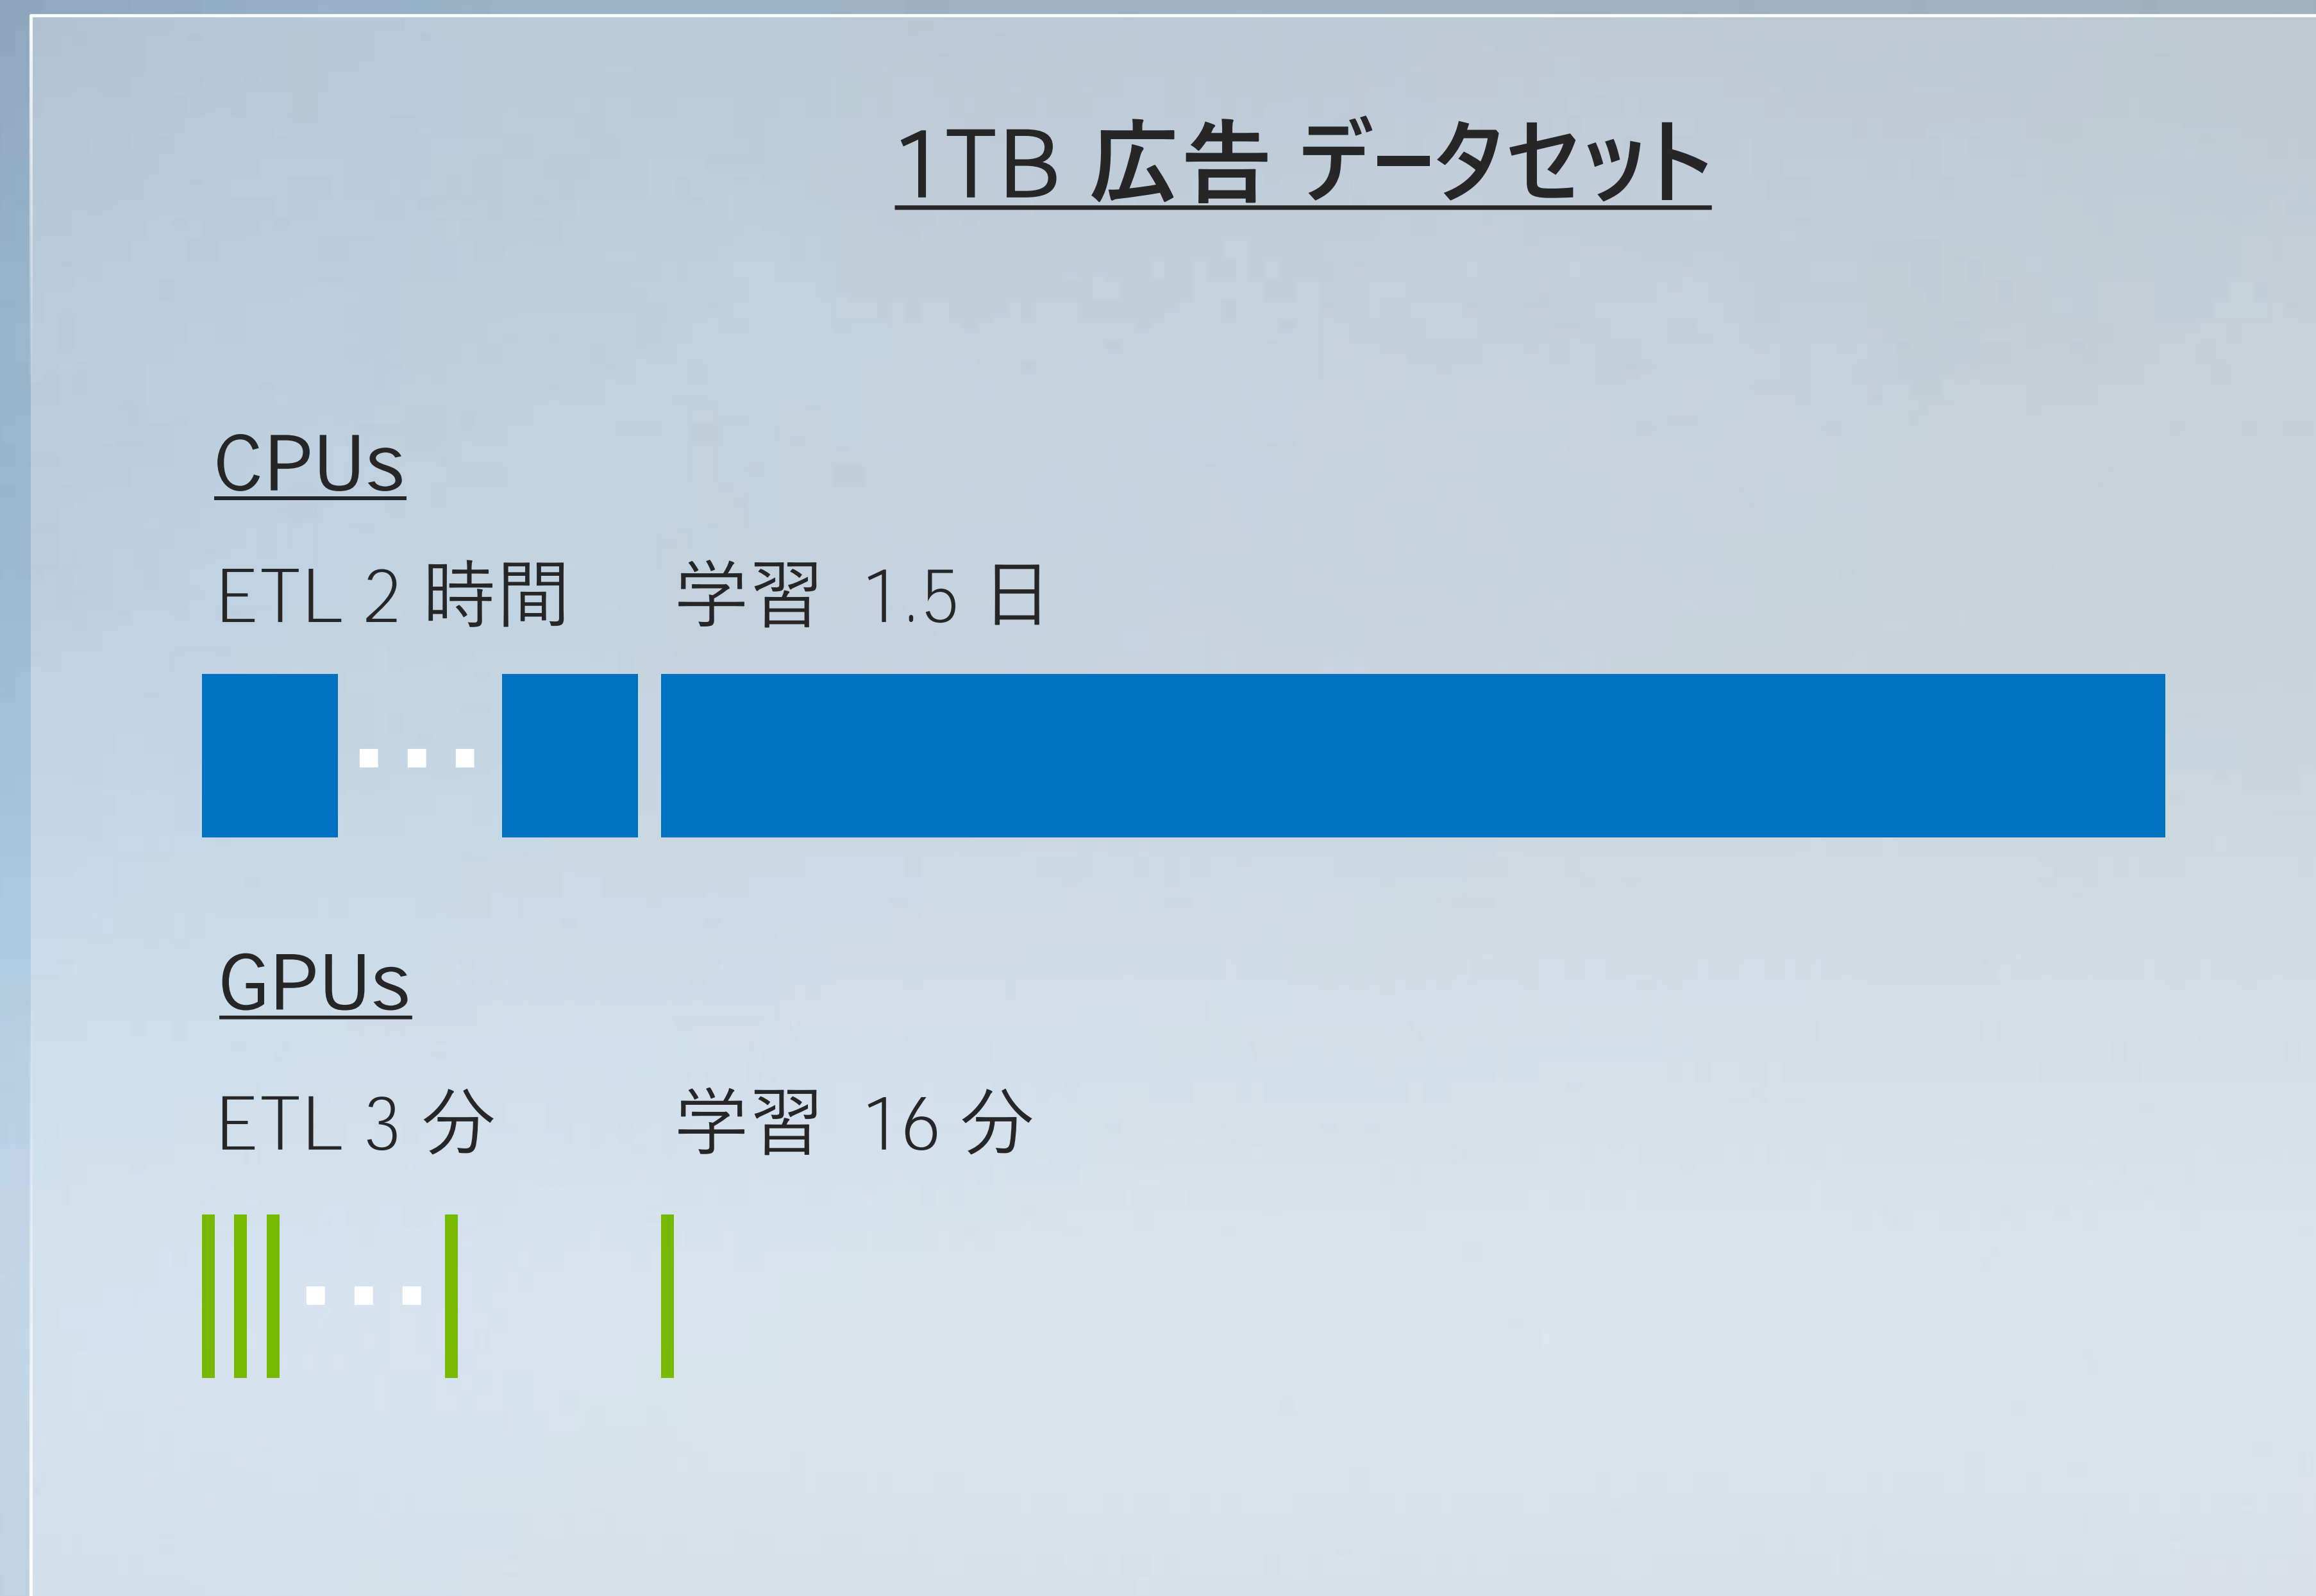 1TB 広告 データセット
CPUs
ETL 2 時間 学習 1.5 日
GPUs
ETL 3 分 学習 16 分